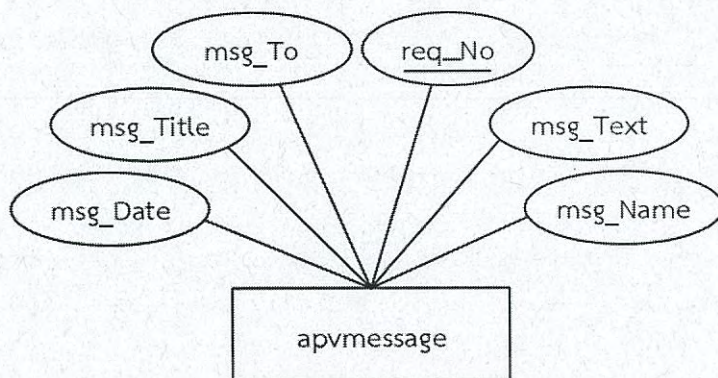 msg_To
req_No
msg_Title
msg_Text
msg_Date
msg_Name
apvmessage